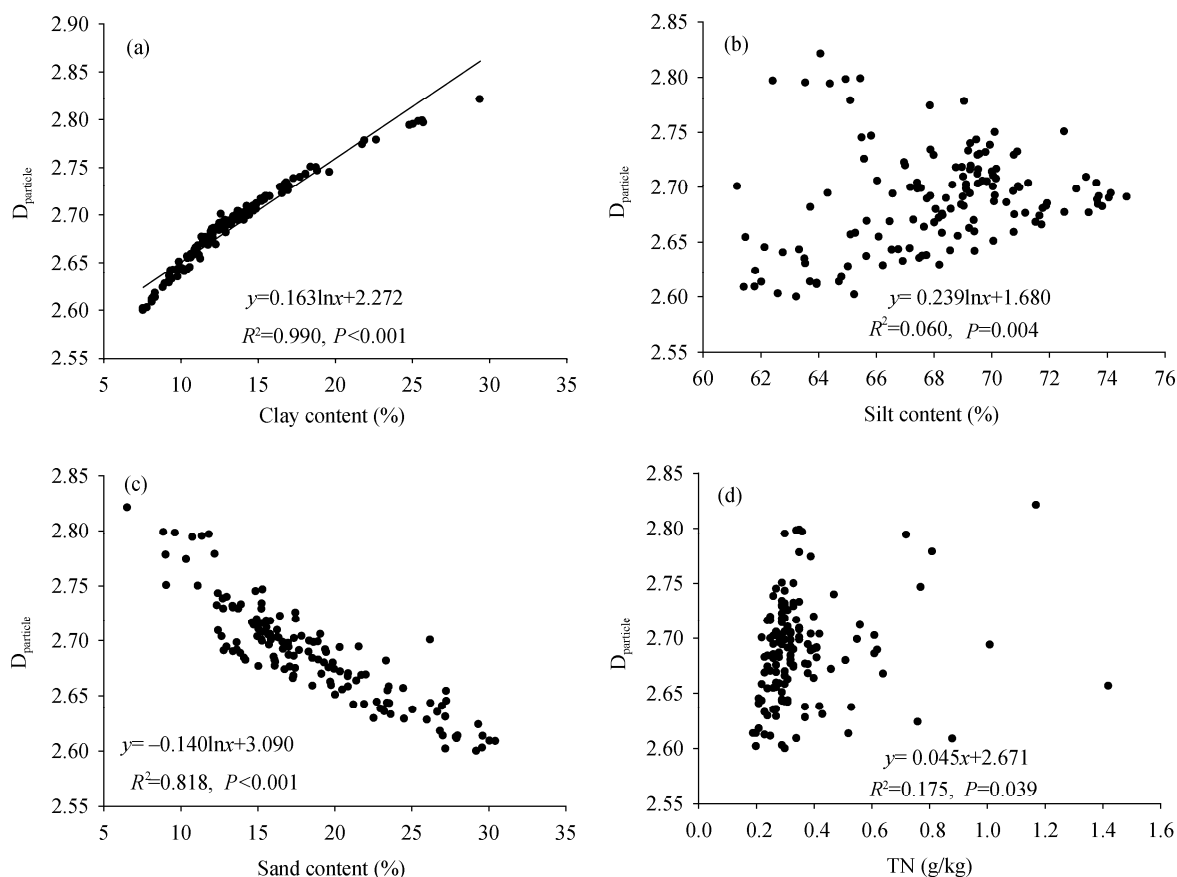 (a)
2.90
2.85
2.80
2.75
2.70
2.65
2.60
2.55
D_particle
y=0.163lnx+2.272
R²=0.990, P<0.001
5 10 15 20 25 30 35
Clay content (%)
(b)
2.85
2.80
2.75
2.70
2.65
2.60
2.55
D_particle
y= 0.239lnx+1.680
R²=0.060, P=0.004
60 62 64 66 68 70 72 74 76
Silt content (%)
(c)
2.85
2.80
2.75
2.70
2.65
2.60
2.55
D_particle
y= –0.140lnx+3.090
R²=0.818, P<0.001
5 10 15 20 25 30 35
Sand content (%)
(d)
2.85
2.80
2.75
2.70
2.65
2.60
2.55
D_particle
y= 0.045x+2.671
R²=0.175, P=0.039
0.0 0.2 0.4 0.6 0.8 1.0 1.2 1.4 1.6
TN (g/kg)